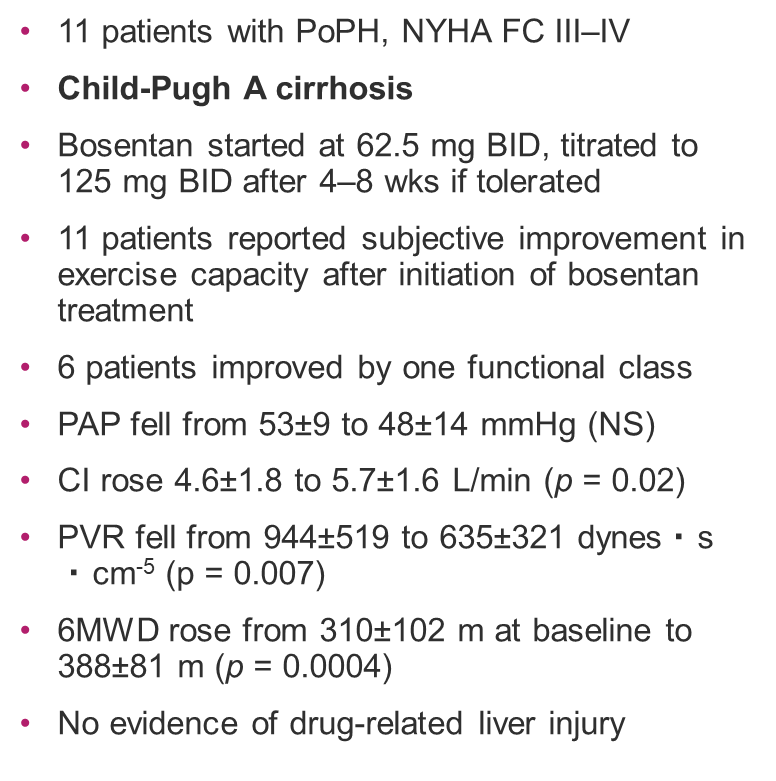 • 11 patients with PoPH, NYHA FC III–IV
• Child-Pugh A cirrhosis
• Bosentan started at 62.5 mg BID, titrated to
125 mg BID after 4–8 wks if tolerated
• 11 patients reported subjective improvement in
exercise capacity after initiation of bosentan
treatment
• 6 patients improved by one functional class
• PAP fell from 53±9 to 48±14 mmHg (NS)
• CI rose 4.6±1.8 to 5.7±1.6 L/min (p = 0.02)
• PVR fell from 944±519 to 635±321 dynes · s
· cm-5 (p = 0.007)
• 6MWD rose from 310±102 m at baseline to
388±81 m (p = 0.0004)
• No evidence of drug-related liver injury